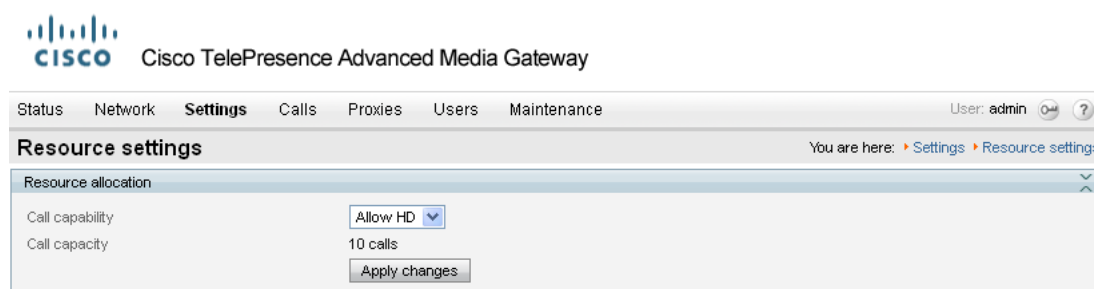 CISCO Cisco TelePresence Advanced Media Gateway
Status Network Settings Calls Proxies Users Maintenance User: admin ?
Resource settings You are here: Settings Resource setting
Resource allocation
Call capability Allow HD
Call capacity 10 calls
Apply changes